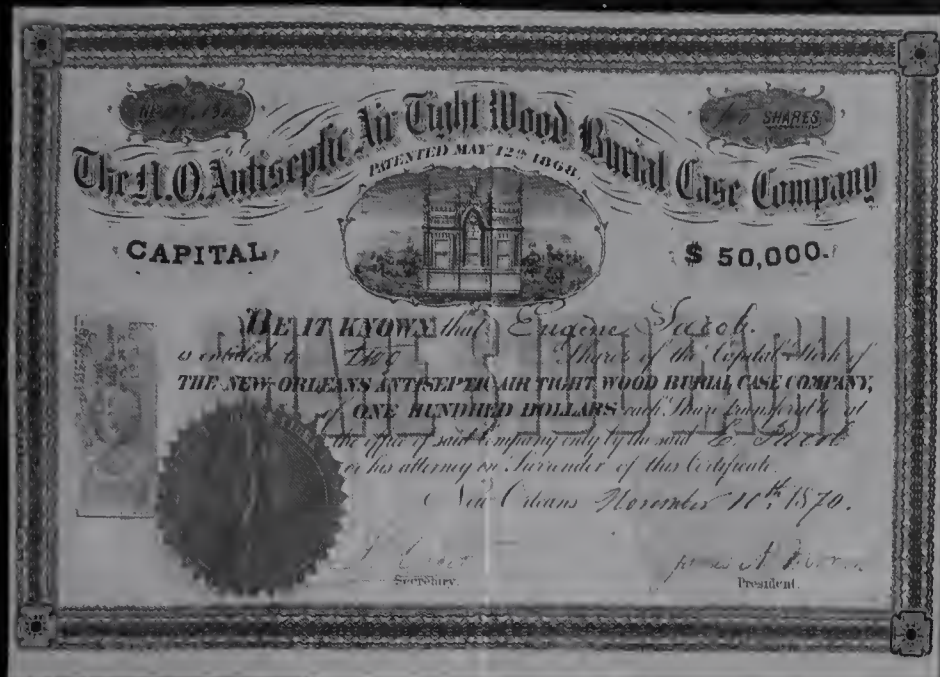 SHARES
The N.O. Antiseptic Air Tight Wood Burial Case Company
PATENTED MAY 12th 1868.
CAPITAL $ 50,000.
BE IT KNOWN that Eugene
is entitled to Two Shares of the Capital Stock of
THE NEW-ORLEANS ANTISEPTIC AIR TIGHT WOOD BURIAL CASE COMPANY,
of ONE HUNDRED DOLLARS each Share transferable at
the office of said Company only by the said E.
or his attorney on Surrender of this Certificate.
New Orleans November 10th 1870.
Secretary. President.